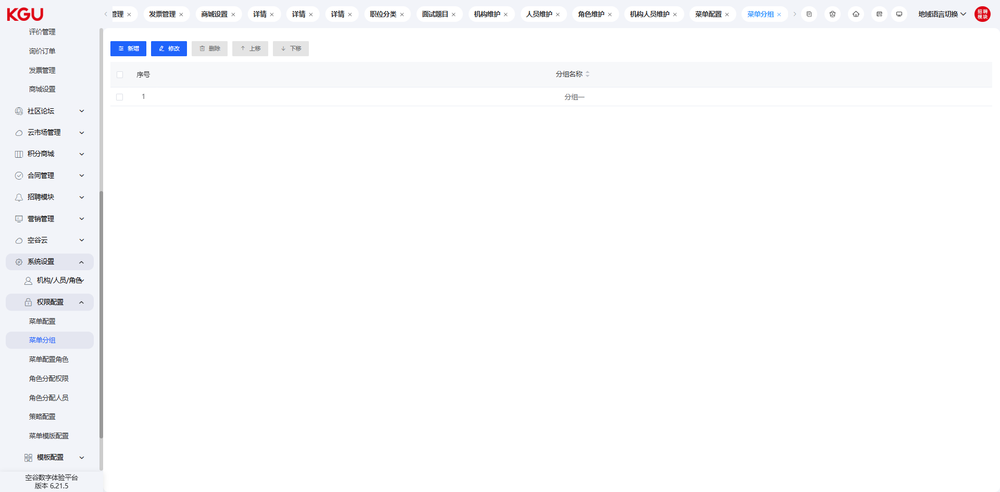 KGU
管理
发票管理
商城设置
详情
详情
详情
职位分类
面试题目
机构维护
人员维护
角色维护
机构人员维护
菜单配置
菜单分组
地域语言切换
招聘
模块
评价管理
询价订单
发票管理
商城设置
社区论坛
云市场管理
积分商城
合同管理
招聘模块
营销管理
空谷云
系统设置
机构/人员/角色
权限配置
菜单配置
菜单分组
菜单配置角色
角色分配权限
角色分配人员
策略配置
菜单模版配置
模板配置
空谷数字体验平台
版本 6.21.5
新增
修改
删除
上移
下移
序号
分组名称
1
分组一